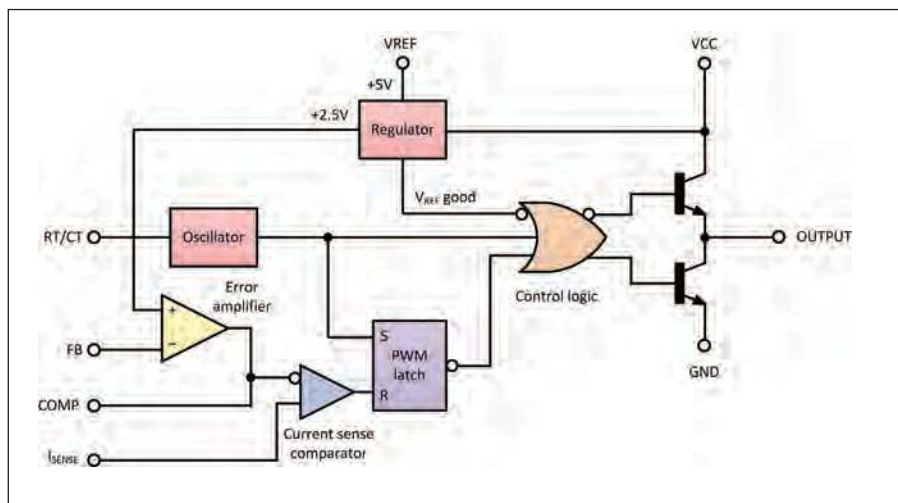 VREF
VCC
+5V
+2.5V
Regulator
VREF good
RT/CT
Oscillator
OUTPUT
Error
amplifier
Control logic
+
−
FB
S
PWM
latch
R
GND
COMP
Current sense
comparator
ISENSE